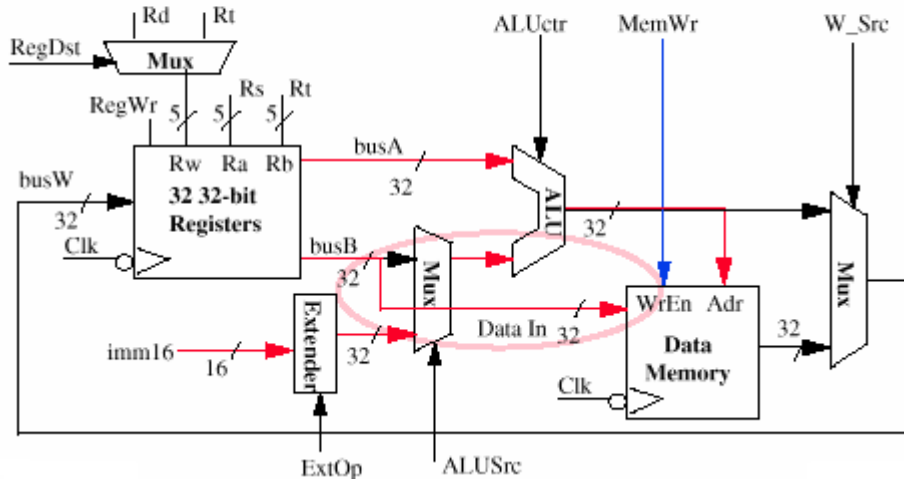 Rd Rt
ALUctr MemWr W_Src
RegDst Mux
RegWr 5 5 Rs 5 Rt
Rw Ra Rb
busA 32
busW 32
32 32-bit
Registers
Clk
busB 32
Mux
ALU
32
Mux
WrEn Adr
Data In 32
32
Data
Memory
Clk
imm16 16
Extender
32
ExtOp ALUSrc